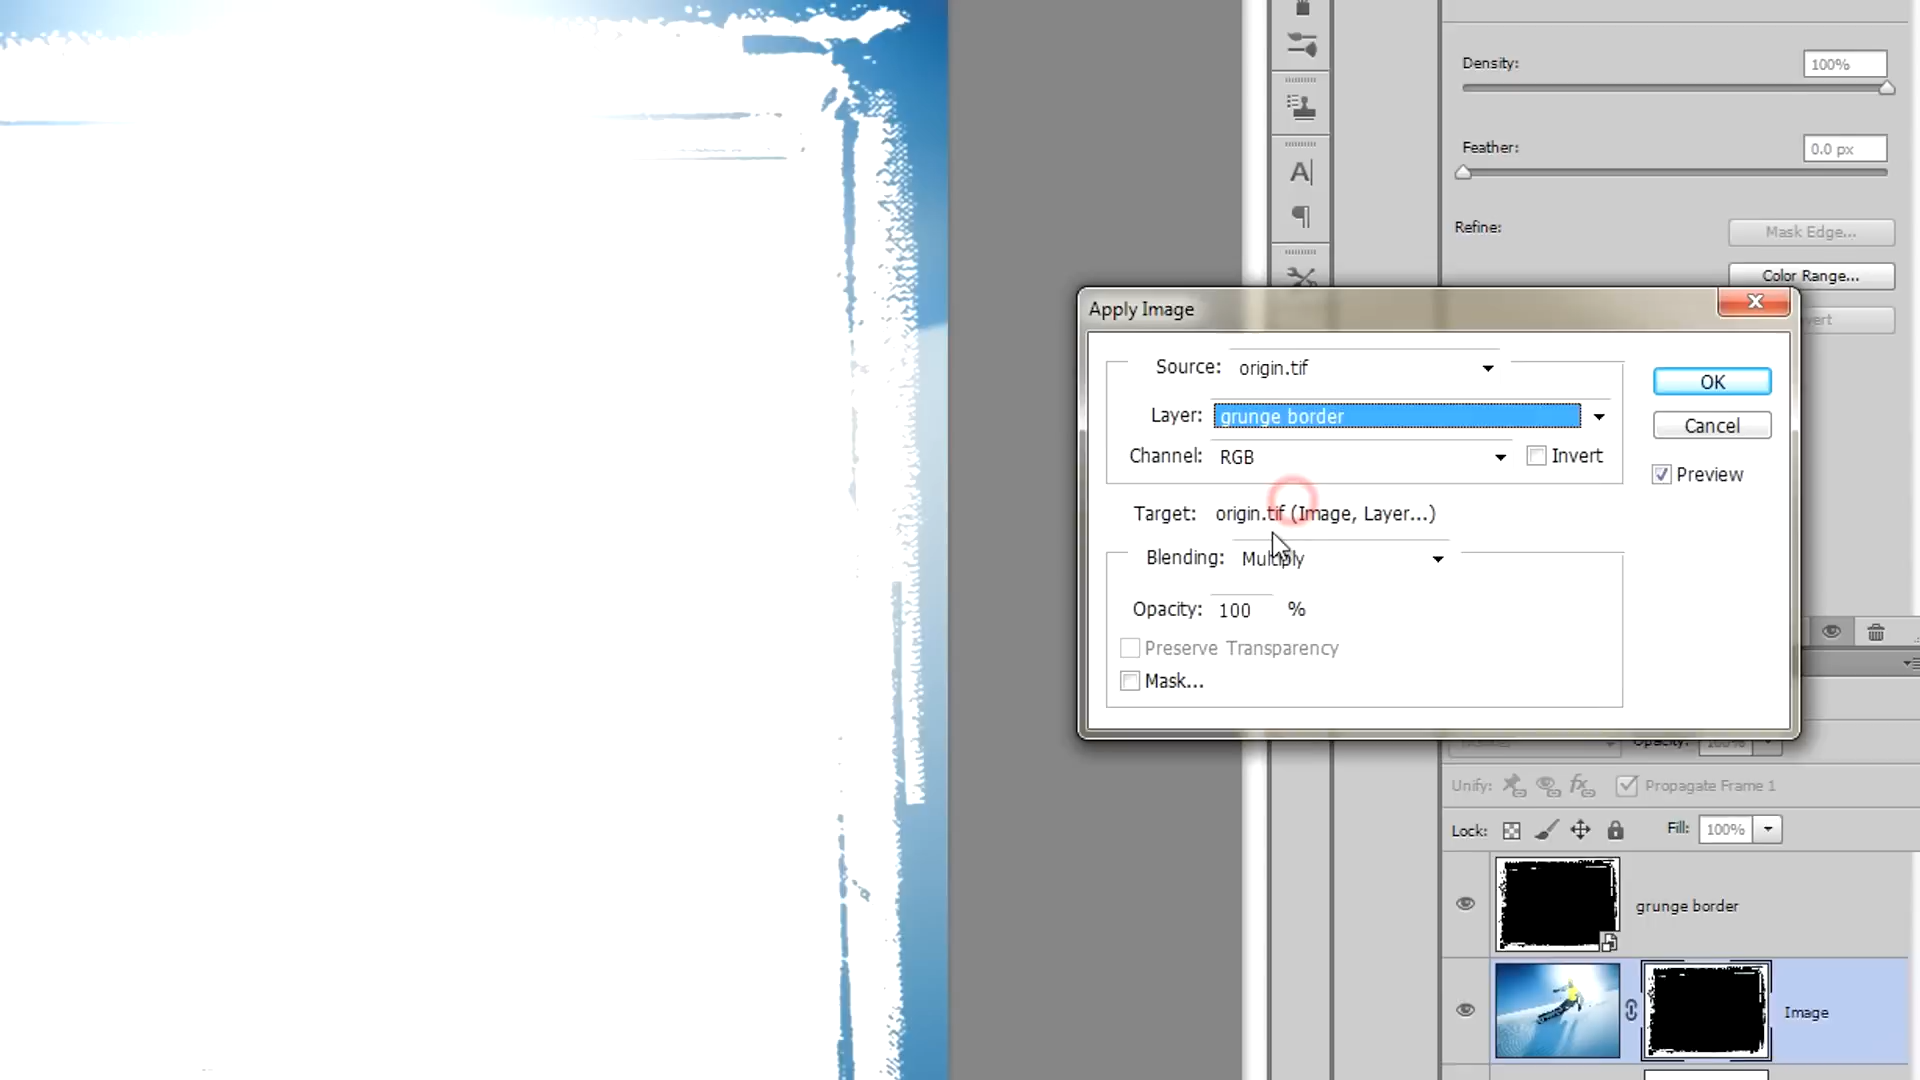 Density:
100%
Feather:
0.0 px
Refine:
Mask Edge...
Color Range...
Apply Image
Source: origin.tif
OK
Layer: grunge border
Cancel
Channel: RGB
Invert
Preview
Target: origin.tif (Image, Layer...)
Blending: Multiply
Opacity: 100 %
Preserve Transparency
Mask...
Opacity: 100%
Unify:
Propagate Frame 1
Lock:
Fill: 100%
grunge border
Image